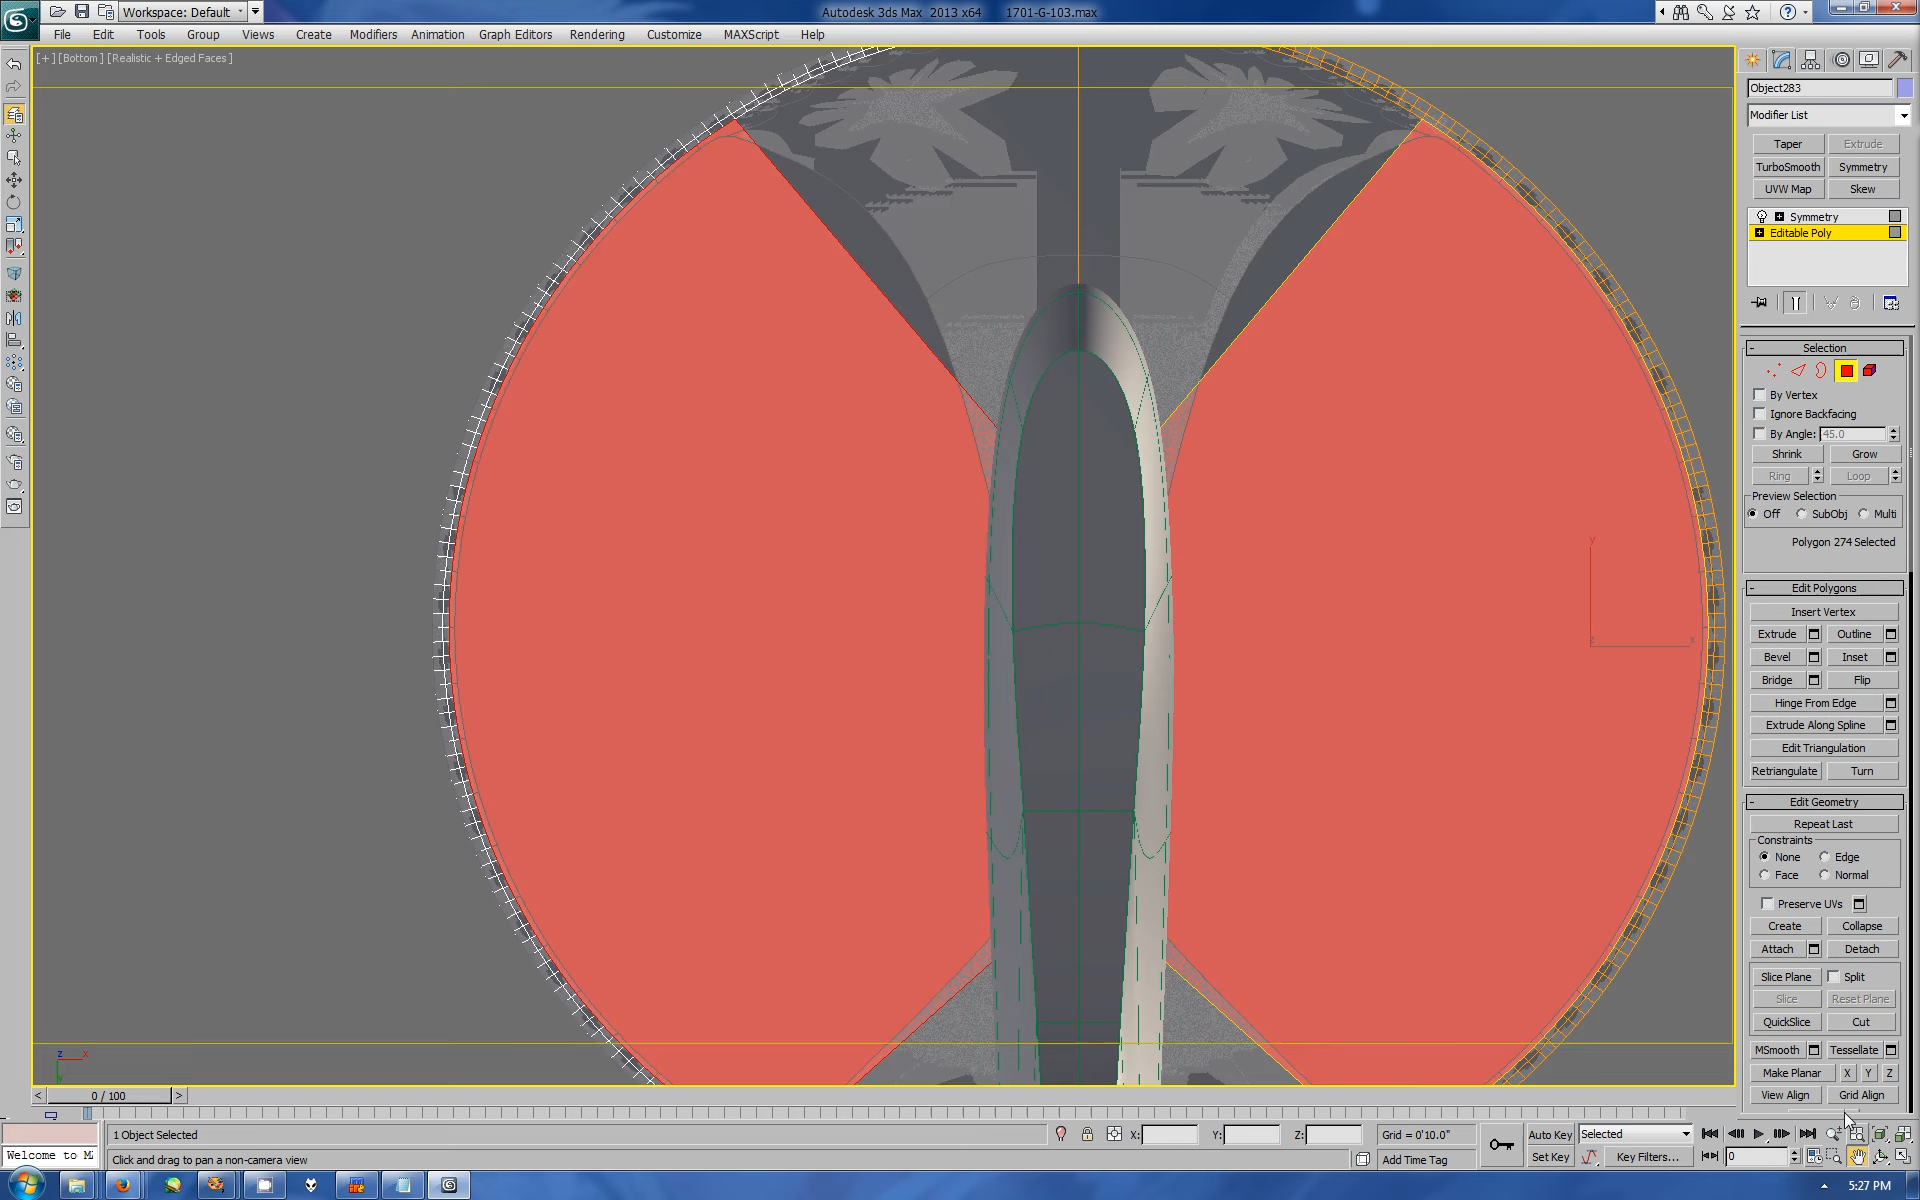 Workspace: Default
Autodesk 3ds Max 2013 x64 1701-G-103.max
File Edit Tools Group Views Create Modifiers Animation Graph Editors Rendering Customize MAXScript Help
[+] [Bottom] [Realistic + Edged Faces]
Object283
Modifier List
Taper Extrude
TurboSmooth Symmetry
UVW Map Skew
Symmetry
Editable Poly
Selection
By Vertex
Ignore Backfacing
By Angle: 45.0
Shrink Grow
Ring Loop
Preview Selection
Off SubObj Multi
Polygon 274 Selected
Edit Polygons
Insert Vertex
Extrude Outline
Bevel Inset
Bridge Flip
Hinge From Edge
Extrude Along Spline
Edit Triangulation
Retriangulate Turn
Edit Geometry
Repeat Last
Constraints
None Edge
Face Normal
Preserve UVs
Create Collapse
Attach Detach
Slice Plane Split
Slice Reset Plane
QuickSlice Cut
MSmooth Tessellate
Make Planar X Y Z
View Align Grid Align
y
x
z x
y
< 0 / 100 >
1 Object Selected X: Y: Z: Grid = 0'10.0" Auto Key Selected
Welcome to M
Click and drag to pan a non-camera view Add Time Tag Set Key Key Filters... 0
5:27 PM